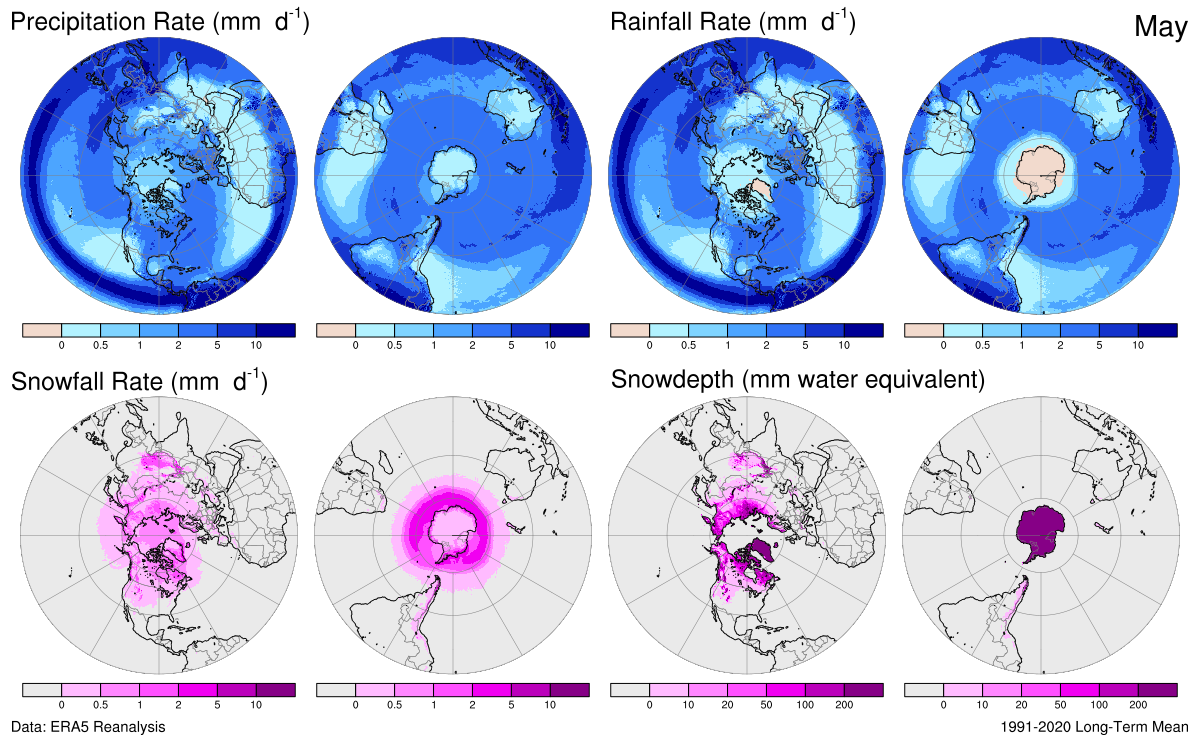 Precipitation Rate (mm d⁻¹)
Rainfall Rate (mm d⁻¹)
May
0 0.5 1 2 5 10
0 0.5 1 2 5 10
0 0.5 1 2 5 10
0 0.5 1 2 5 10
Snowfall Rate (mm d⁻¹)
Snowdepth (mm water equivalent)
0 0.5 1 2 5 10
0 0.5 1 2 5 10
0 10 20 50 100 200
0 10 20 50 100 200
Data: ERA5 Reanalysis
1991-2020 Long-Term Mean